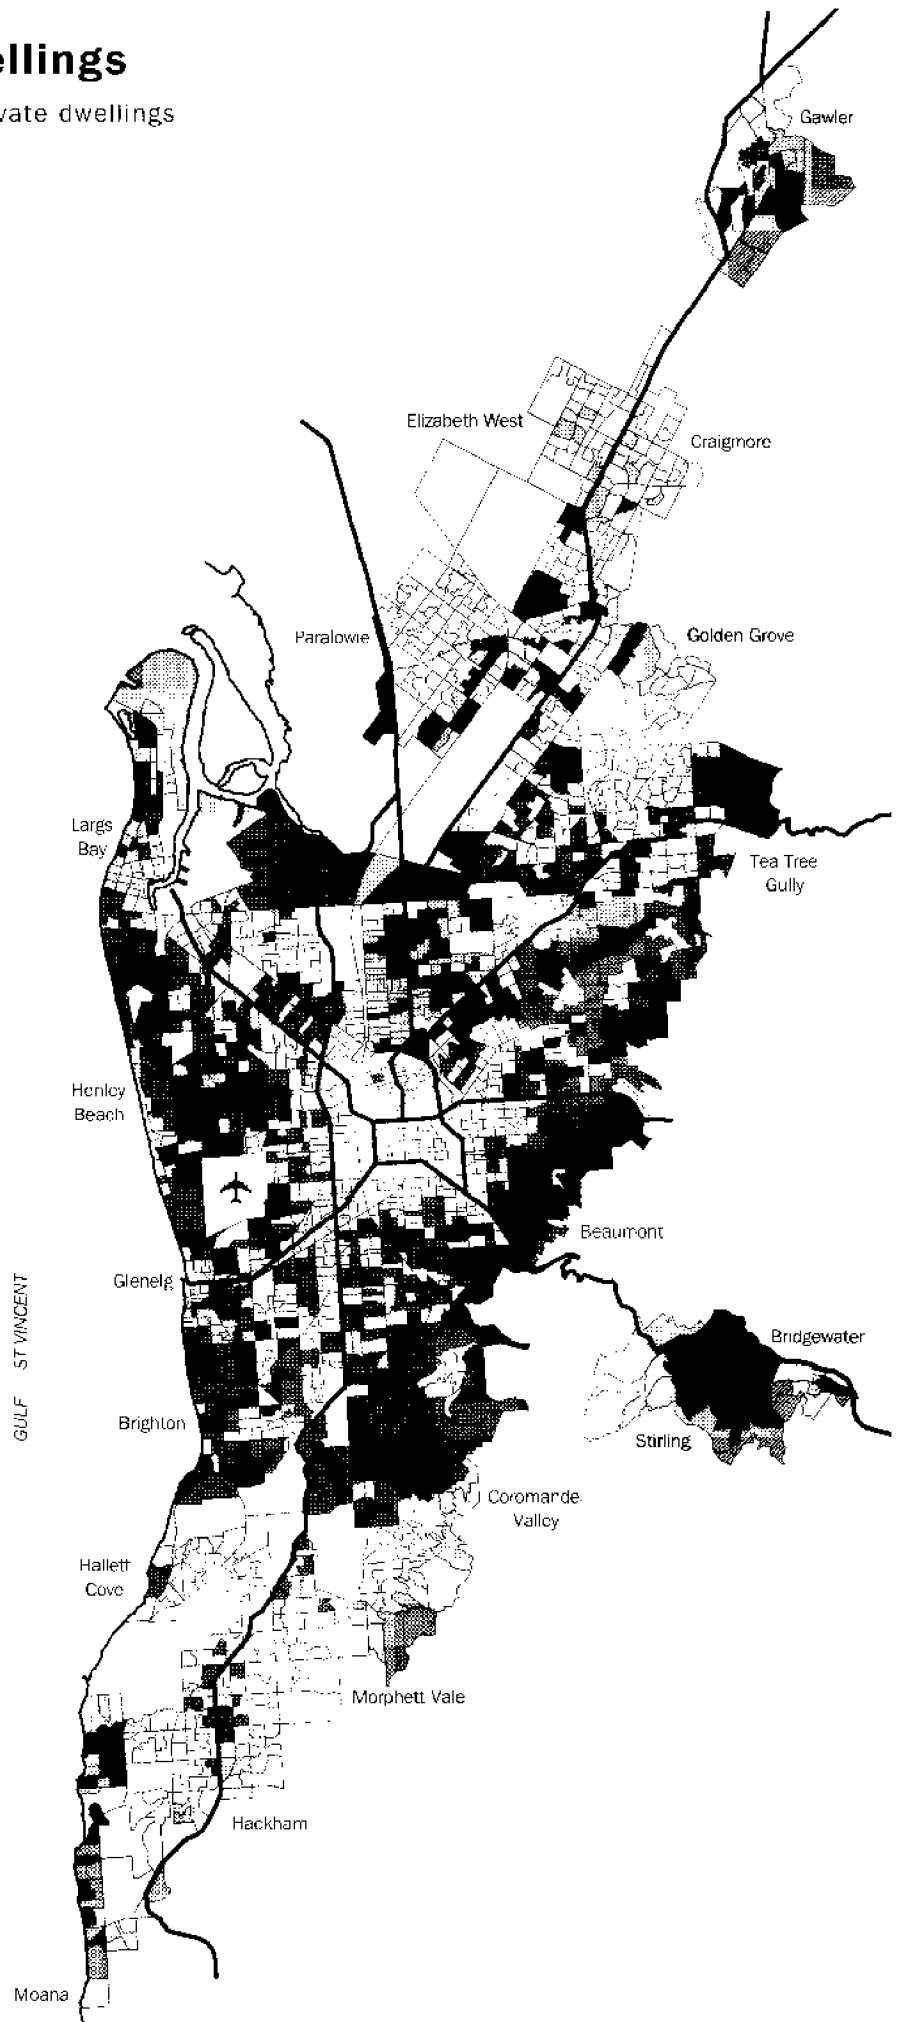 ellings
vate dwellings
Gawler
Elizabeth West
Craigmore
Paralowie
Golden Grove
Largs
Bay
Tea Tree
Gully
Henley
Beach
Beaumont
Glenelg
GULF ST VINCENT
Bridgewater
Brighton
Stirling
Coromande
Valley
Hallett
Cove
Morphett Vale
Hackham
Moana